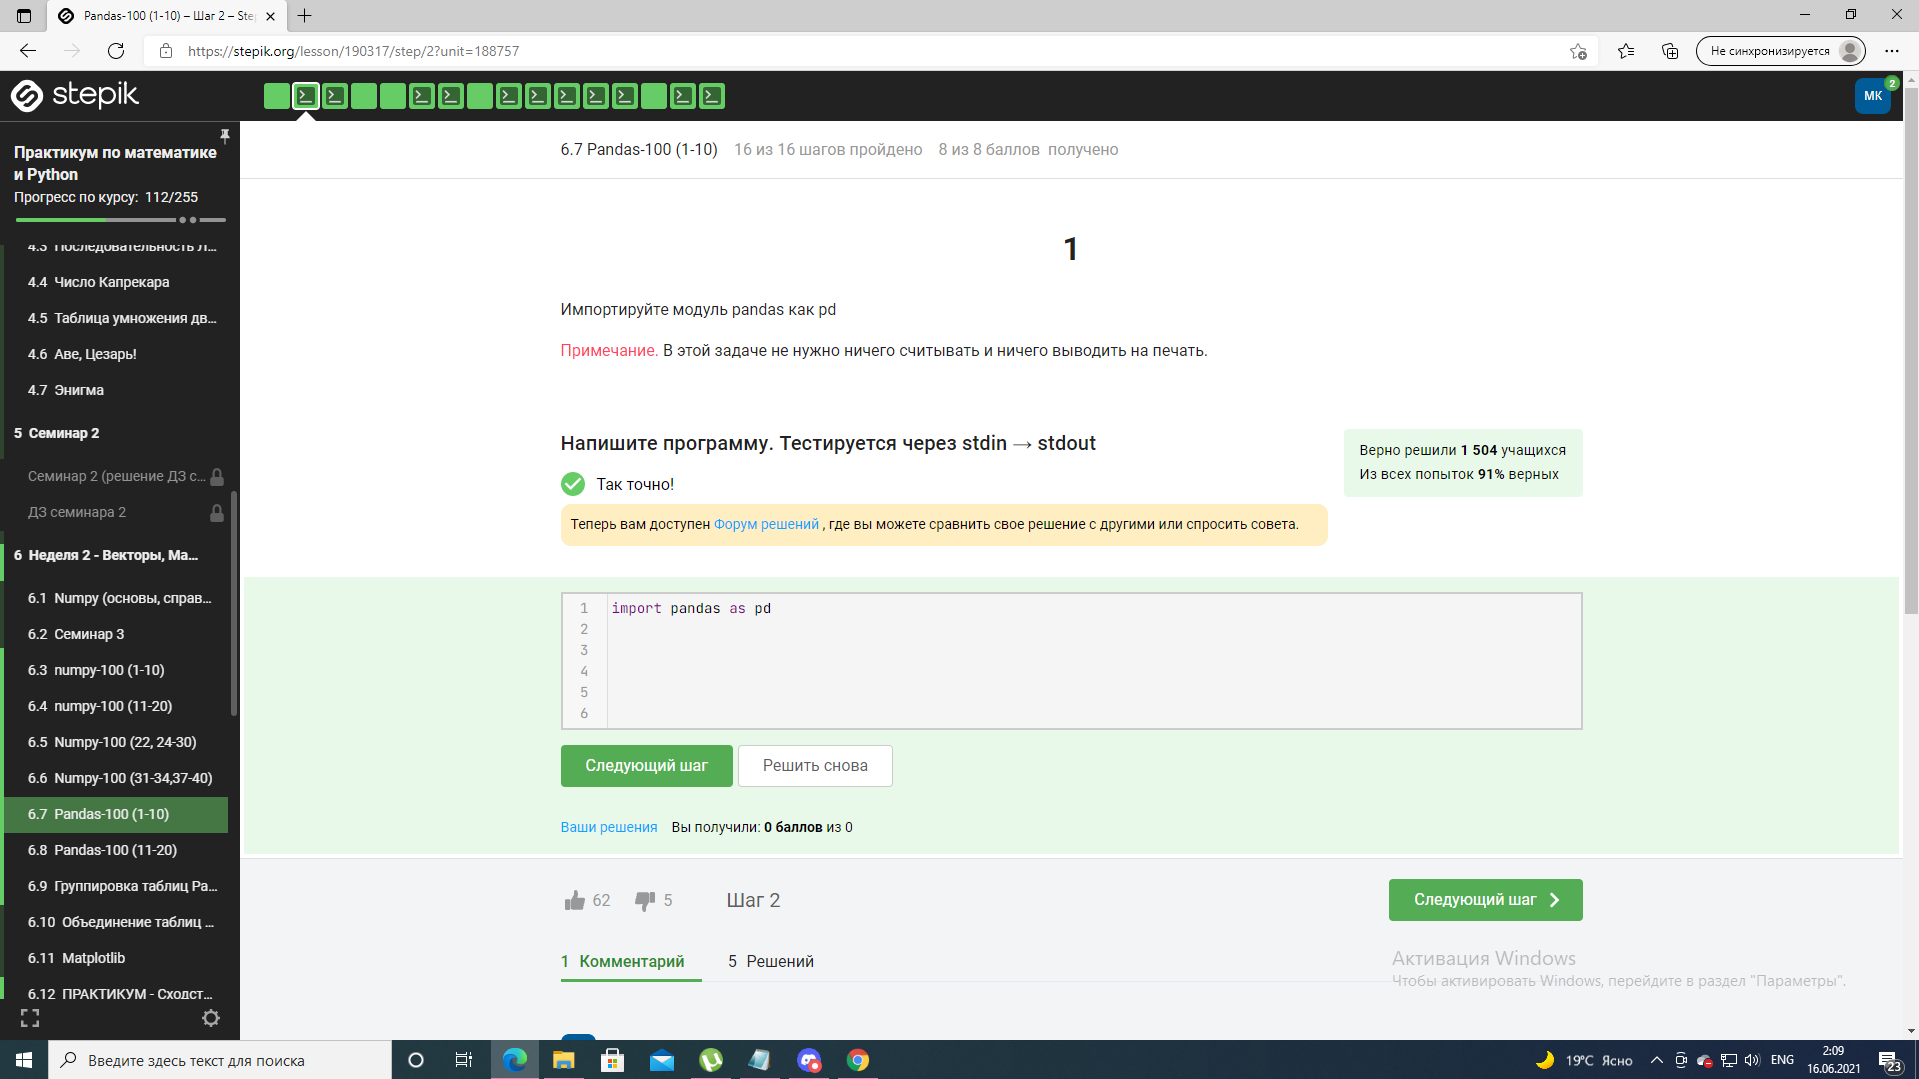 Pandas-100 (1-10) – Шаг 2 – Ste
https://stepik.org/lesson/190317/step/2?unit=188757
Не синхронизируется
stepik
МК
2
Практикум по математике
и Python
Прогресс по курсу: 112/255
4.3 Последовательность Л...
4.4 Число Капрекара
4.5 Таблица умножения дв...
4.6 Аве, Цезарь!
4.7 Энигма
5 Семинар 2
Семинар 2 (решение ДЗ с...
ДЗ семинара 2
6 Неделя 2 - Векторы, Ма...
6.1 Numpy (основы, справ...
6.2 Семинар 3
6.3 numpy-100 (1-10)
6.4 numpy-100 (11-20)
6.5 Numpy-100 (22, 24-30)
6.6 Numpy-100 (31-34,37-40)
6.7 Pandas-100 (1-10)
6.8 Pandas-100 (11-20)
6.9 Группировка таблиц Pa...
6.10 Объединение таблиц ...
6.11 Matplotlib
6.12 ПРАКТИКУМ - Сходст...
6.7 Pandas-100 (1-10) 16 из 16 шагов пройдено 8 из 8 баллов получено
1
Импортируйте модуль pandas как pd
Примечание. В этой задаче не нужно ничего считывать и ничего выводить на печать.
Напишите программу. Тестируется через stdin → stdout
Верно решили 1 504 учащихся
Из всех попыток 91% верных
Так точно!
Теперь вам доступен Форум решений , где вы можете сравнить свое решение с другими или спросить совета.
1 import pandas as pd
2
3
4
5
6
Следующий шаг Решить снова
Ваши решения Вы получили: 0 баллов из 0
62 5 Шаг 2 Следующий шаг
1 Комментарий 5 Решений
Активация Windows
Чтобы активировать Windows, перейдите в раздел "Параметры".
Введите здесь текст для поиска
19°C Ясно
ENG
2:09
16.06.2021
23